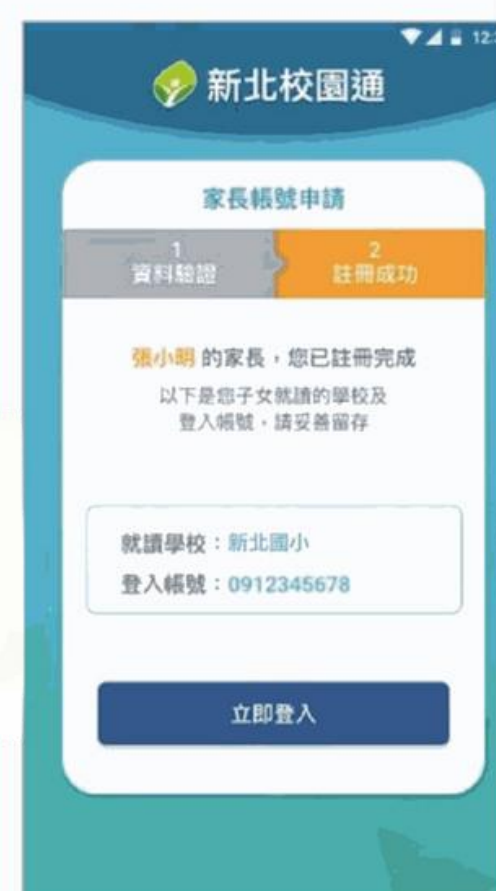 12:
新北校園通
家長帳號申請
1
資料驗證
2
註冊成功
張小明 的家長，您已註冊完成
以下是您子女就讀的學校及
登入帳號，請妥善留存
就讀學校：新北國小
登入帳號：0912345678
立即登入